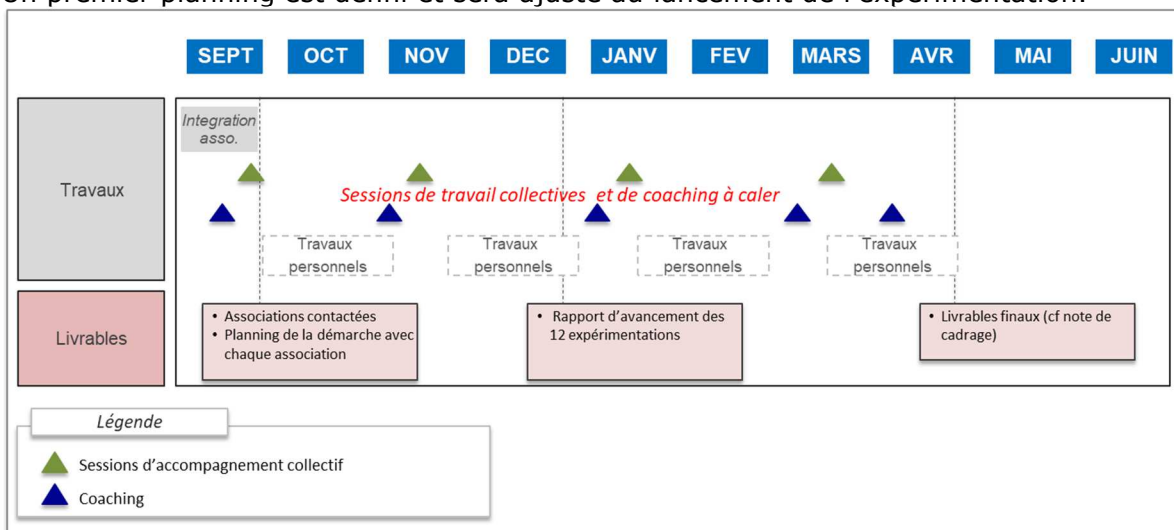 Un premier planning est défini et sera ajusté au lancement de l'expérimentation.
SEPT OCT NOV DEC JANV FEV MARS AVR MAI JUIN
Integration
asso.
Travaux
Sessions de travail collectives et de coaching à caler
Travaux
personnels
Travaux
personnels
Travaux
personnels
Travaux
personnels
Livrables
• Associations contactées
• Planning de la démarche avec
chaque association
• Rapport d'avancement des
12 expérimentations
• Livrables finaux (cf note de
cadrage)
Légende
Sessions d'accompagnement collectif
Coaching